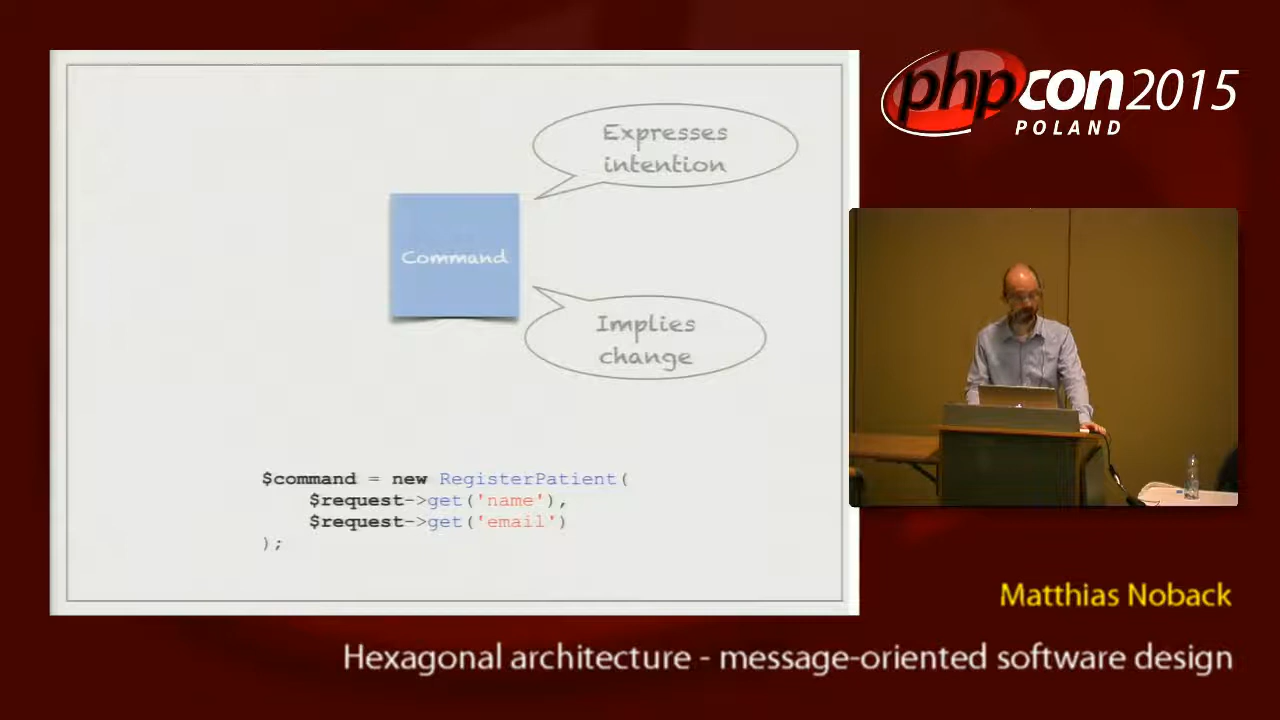 Expresses
intention
Command
Implies
change
$command = new RegisterPatient(
$request->get('name'),
$request->get('email')
);
phpcon2015
POLAND
Matthias Noback
Hexagonal architecture - message-oriented software design